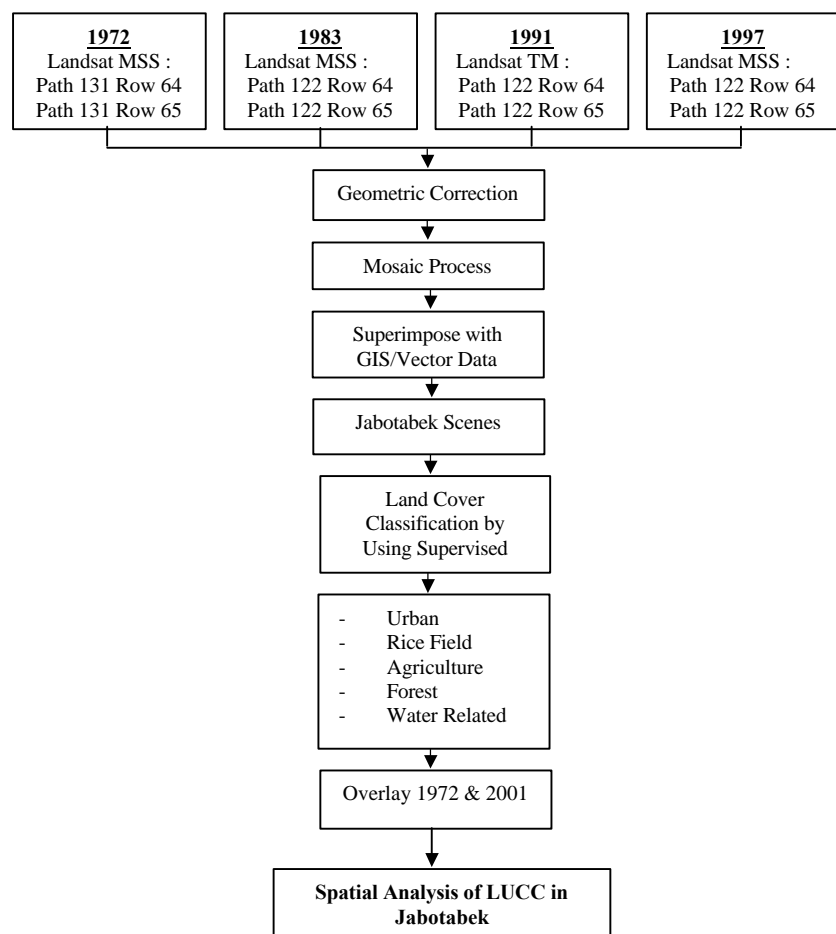 1972
Landsat MSS :
Path 131 Row 64
Path 131 Row 65
1983
Landsat MSS :
Path 122 Row 64
Path 122 Row 65
1991
Landsat TM :
Path 122 Row 64
Path 122 Row 65
1997
Landsat MSS :
Path 122 Row 64
Path 122 Row 65
Geometric Correction
Mosaic Process
Superimpose with
GIS/Vector Data
Jabotabek Scenes
Land Cover
Classification by
Using Supervised
- Urban
- Rice Field
- Agriculture
- Forest
- Water Related
Overlay 1972 & 2001
Spatial Analysis of LUCC in
Jabotabek